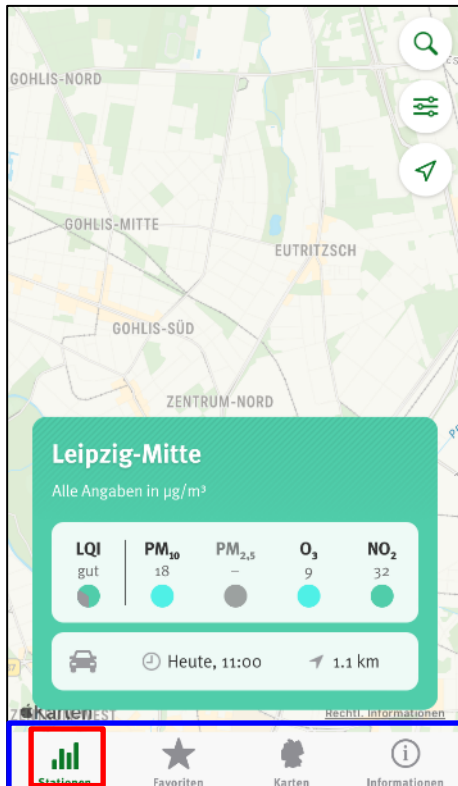 GOHLIS-NORD
GOHLIS-MITTE
EUTRITZSCH
GOHLIS-SÜD
ZENTRUM-NORD
Leipzig-Mitte
Alle Angaben in µg/m³
LQI PM₁₀ PM₂,₅ O₃ NO₂
gut 18 – 9 32
Heute, 11:00 1.1 km
Karten
Rechtl. Informationen
Stationen Favoriten Karten Informationen